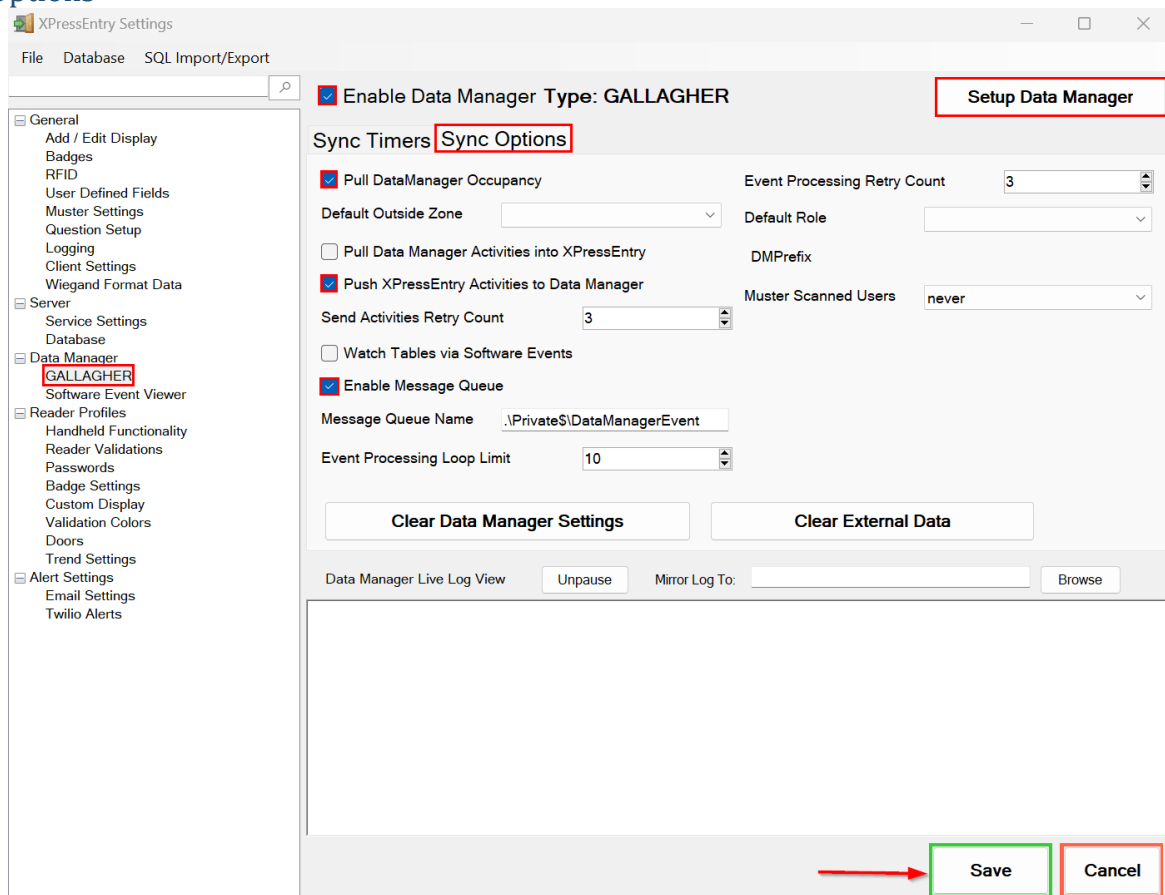 Options
XPressEntry Settings
File Database SQL Import/Export
General
Add / Edit Display
Badges
RFID
User Defined Fields
Muster Settings
Question Setup
Logging
Client Settings
Wiegand Format Data
Server
Service Settings
Database
Data Manager
GALLAGHER
Software Event Viewer
Reader Profiles
Handheld Functionality
Reader Validations
Passwords
Badge Settings
Custom Display
Validation Colors
Doors
Trend Settings
Alert Settings
Email Settings
Twilio Alerts
Enable Data Manager Type: GALLAGHER
Setup Data Manager
Sync Timers Sync Options
Pull DataManager Occupancy
Default Outside Zone
Pull Data Manager Activities into XPressEntry
Push XPressEntry Activities to Data Manager
Send Activities Retry Count 3
Watch Tables via Software Events
Enable Message Queue
Message Queue Name .\Private$\DataManagerEvent
Event Processing Loop Limit 10
Event Processing Retry Count 3
Default Role
DMPrefix
Muster Scanned Users never
Clear Data Manager Settings Clear External Data
Data Manager Live Log View Unpause Mirror Log To: Browse
Save Cancel